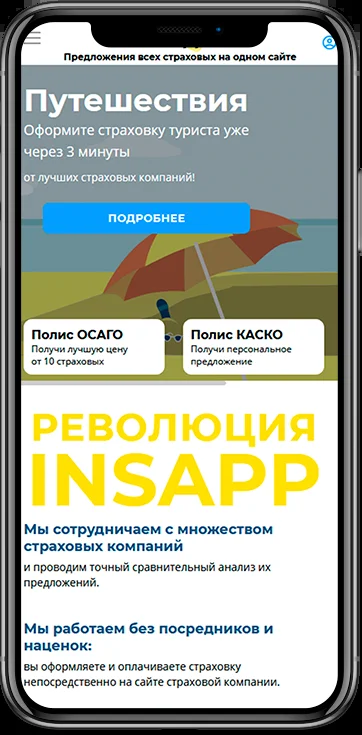 Предложения всех страховых на одном сайте
Путешествия
Оформите страховку туриста уже
через 3 минуты
от лучших страховых компаний!
ПОДРОБНЕЕ
Полис ОСАГО
Получи лучшую цену
от 10 страховых
Полис КАСКО
Получи персональное
предложение
РЕВОЛЮЦИЯ
INSAPP
Мы сотрудничаем с множеством
страховых компаний
и проводим точный сравнительный анализ их
предложений.
Мы работаем без посредников и
наценок:
вы оформляете и оплачиваете страховку
непосредственно на сайте страховой компании.